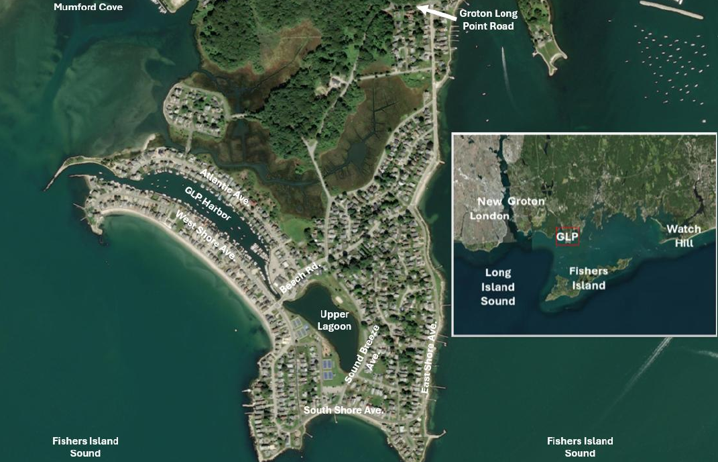 Mumford Cove
Groton Long
Point Road
Atlantic Ave.
GLP Harbor
West Shore Ave.
Beach Rd.
Upper
Lagoon
Sound Breeze
Ave.
East Shore Ave.
South Shore Ave.
Fishers Island
Sound
Fishers Island
Sound
New
London
Groton
GLP
Watch
Hill
Long
Island
Sound
Fishers
Island